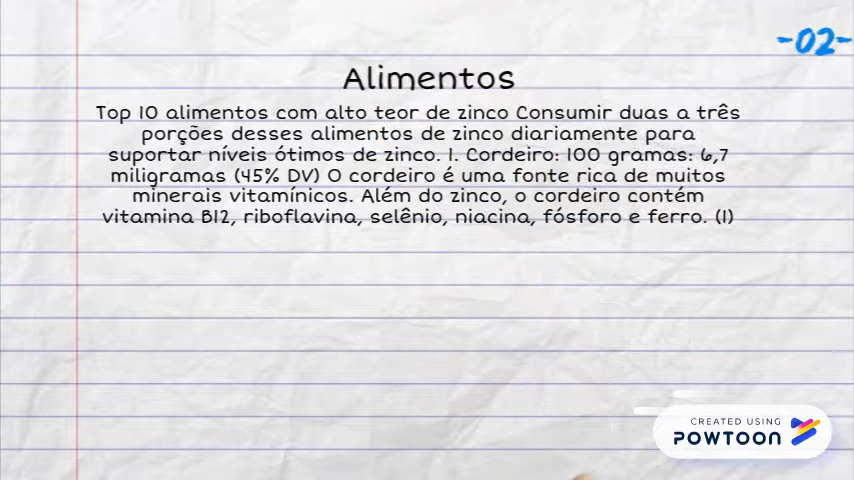 -02-
Alimentos
Top 10 alimentos com alto teor de zinco Consumir duas a três
porções desses alimentos de zinco diariamente para
suportar níveis ótimos de zinco. 1. Cordeiro: 100 gramas: 6,7
miligramas (45% DV) O cordeiro é uma fonte rica de muitos
minerais vitamínicos. Além do zinco, o cordeiro contém
vitamina B12, riboflavina, selênio, niacina, fósforo e ferro. (1)
CREATED USING
POWTOON